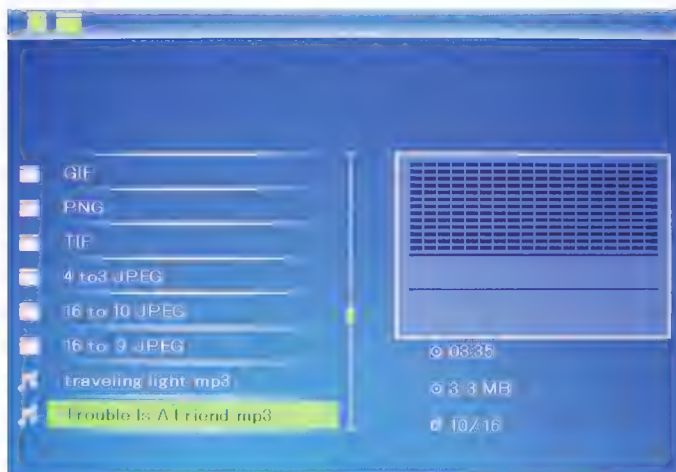 GIF
PNG
TIF
4 to3 JPEG
16 to 10 JPEG
16 to 9 JPEG
traveling light mp3
Trouble Is A Friend mp3
03:35
3.3 MB
10/16